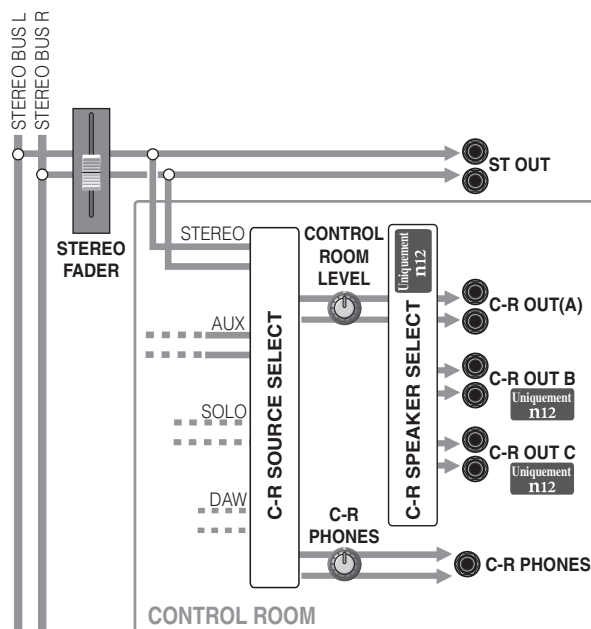 STEREO BUS L
STEREO BUS R
ST OUT
STEREO
FADER
STEREO
CONTROL
ROOM
LEVEL
Uniquement
n12
C-R OUT(A)
AUX
C-R SOURCE SELECT
C-R SPEAKER SELECT
C-R OUT B
Uniquement
n12
SOLO
C-R OUT C
Uniquement
n12
DAW
C-R
PHONES
C-R PHONES
CONTROL ROOM